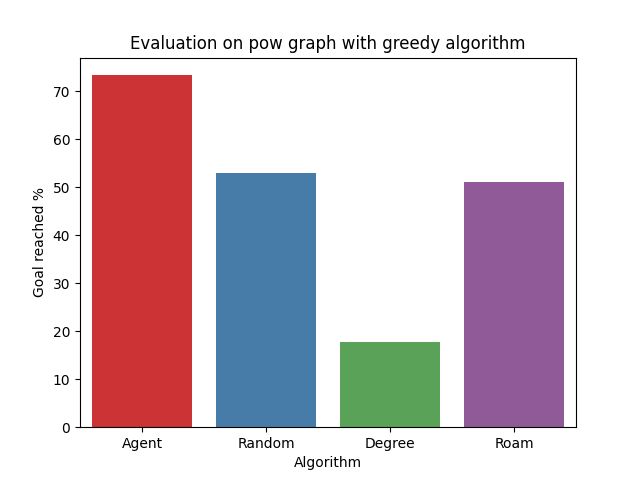 Evaluation on pow graph with greedy algorithm
Goal reached %
70
60
50
40
30
20
10
0
Agent Random Degree Roam
Algorithm